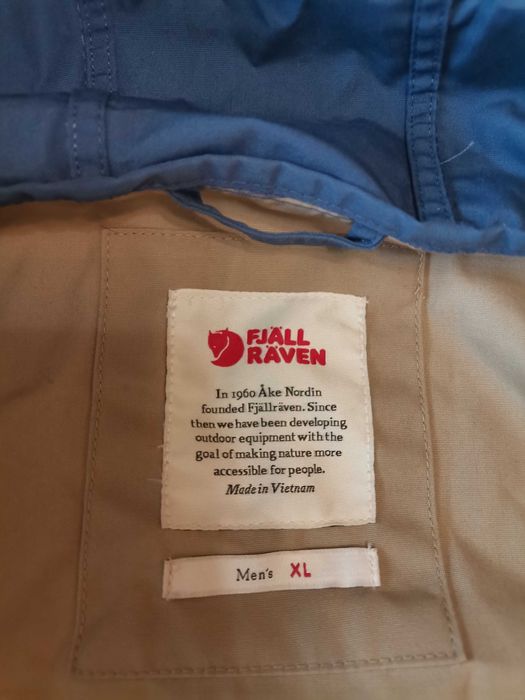 FJÄLL
RÄVEN
In 1960 Åke Nordin
founded Fjällräven. Since
then we have been developing
outdoor equipment with the
goal of making nature more
accessible for people.
Made in Vietnam
Men's XL